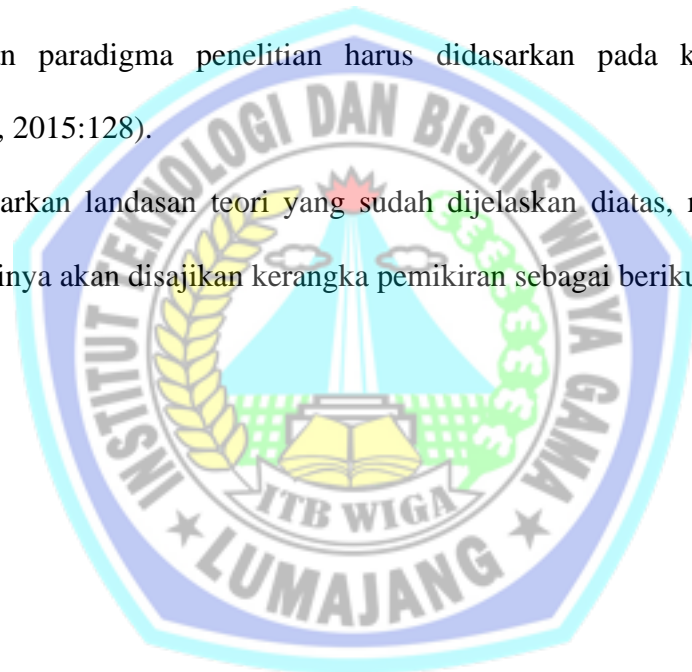 an paradigma penelitian harus didasarkan pada k
, 2015:128).
arkan landasan teori yang sudah dijelaskan diatas,
inya akan disajikan kerangka pemikiran sebagai beriku
INSTITUT TEKNOLOGI DAN BISNIS WIDYA GAMA
ITB WIGA
LUMAJANG